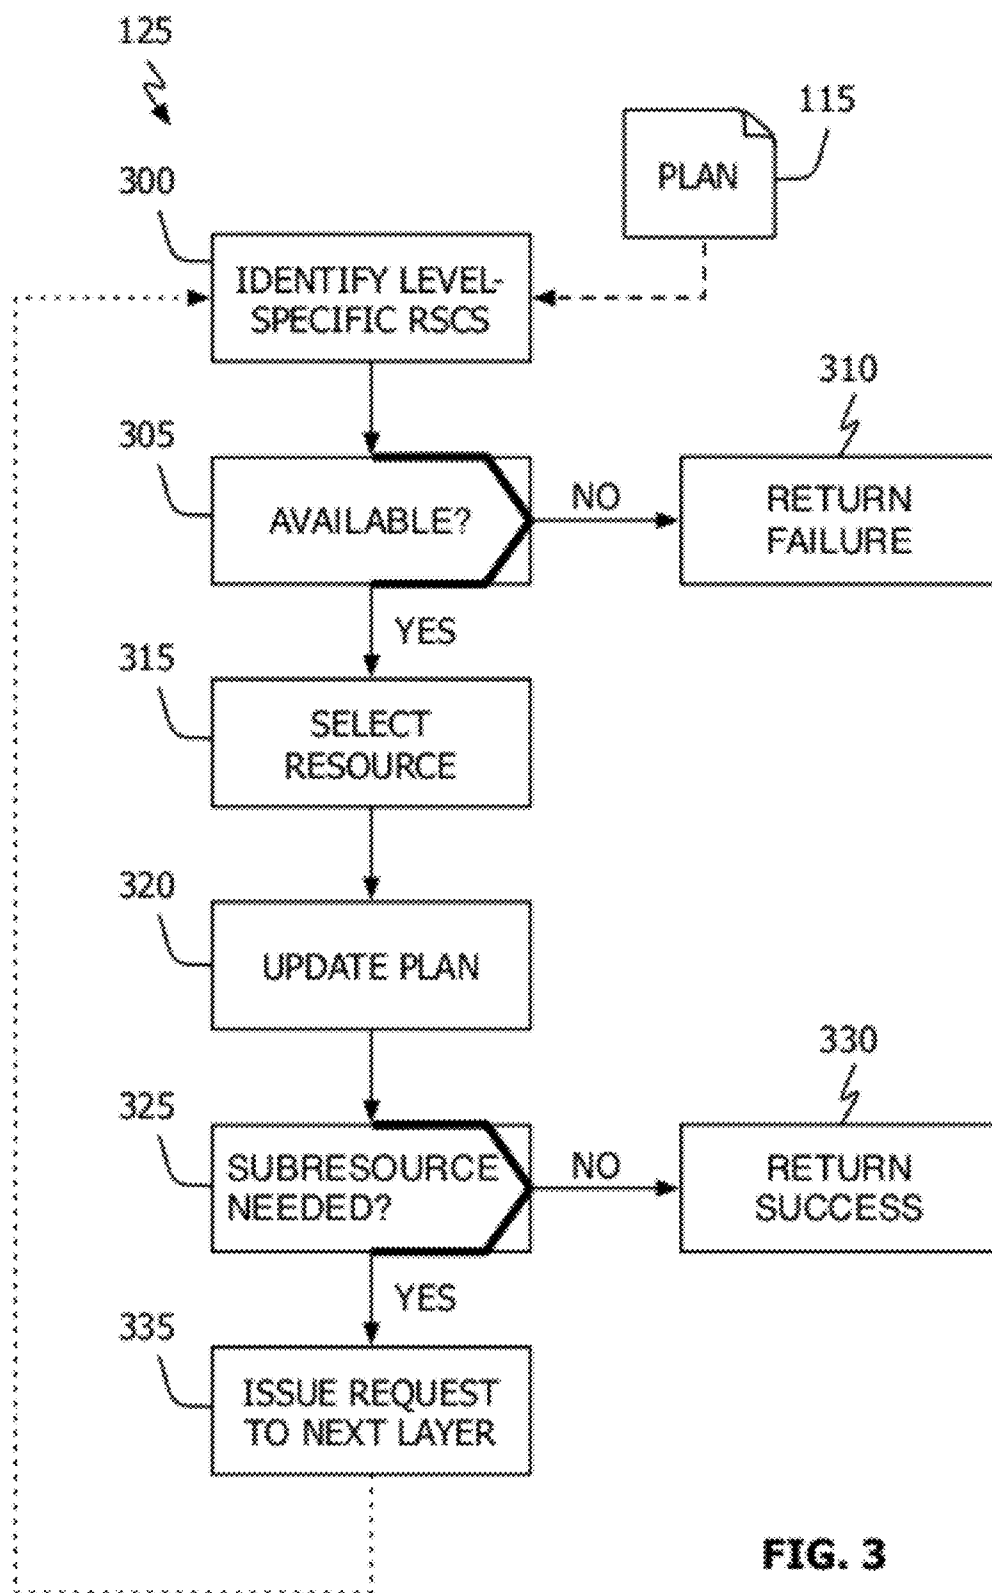 125
115
PLAN
300
IDENTIFY LEVEL-
SPECIFIC RSCS
310
305
AVAILABLE?
NO
RETURN
FAILURE
YES
315
SELECT
RESOURCE
320
UPDATE PLAN
330
325
SUBRESOURCE
NEEDED?
NO
RETURN
SUCCESS
YES
335
ISSUE REQUEST
TO NEXT LAYER
FIG. 3